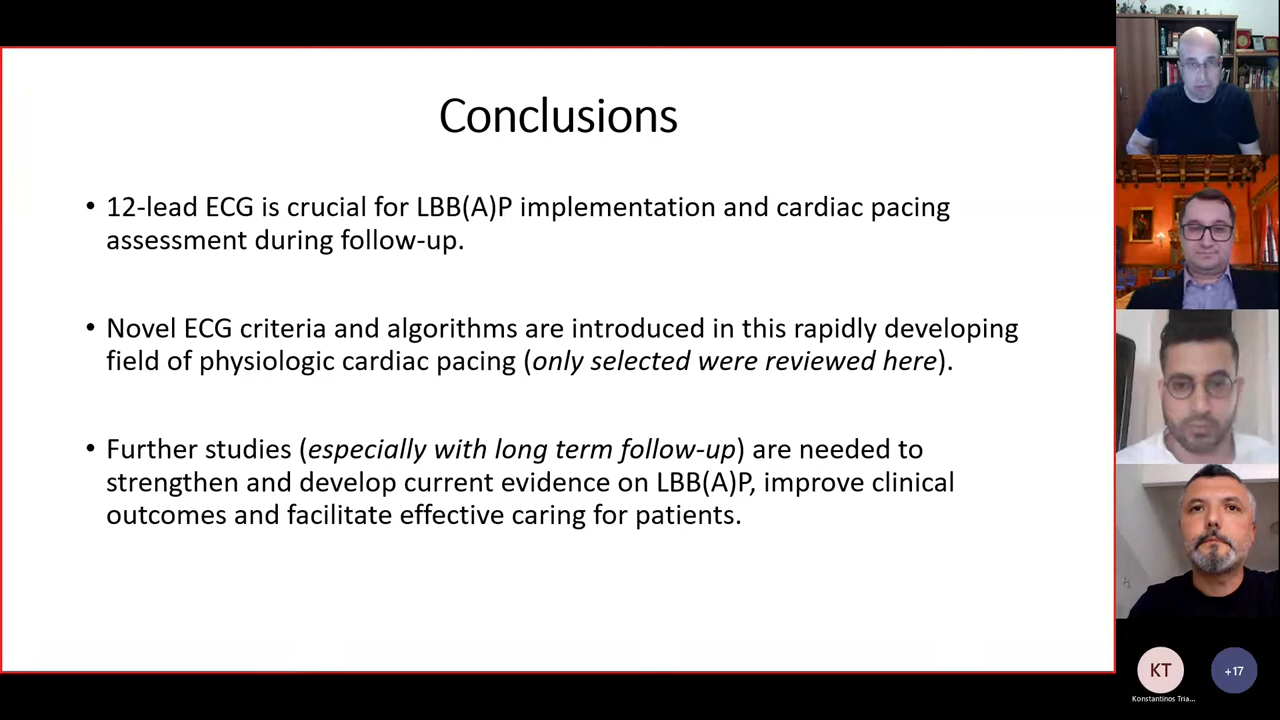 Conclusions
• 12-lead ECG is crucial for LBB(A)P implementation and cardiac pacing
assessment during follow-up.
• Novel ECG criteria and algorithms are introduced in this rapidly developing
field of physiologic cardiac pacing (only selected were reviewed here).
• Further studies (especially with long term follow-up) are needed to
strengthen and develop current evidence on LBB(A)P, improve clinical
outcomes and facilitate effective caring for patients.
KT
+17
Konstantinos Tria...